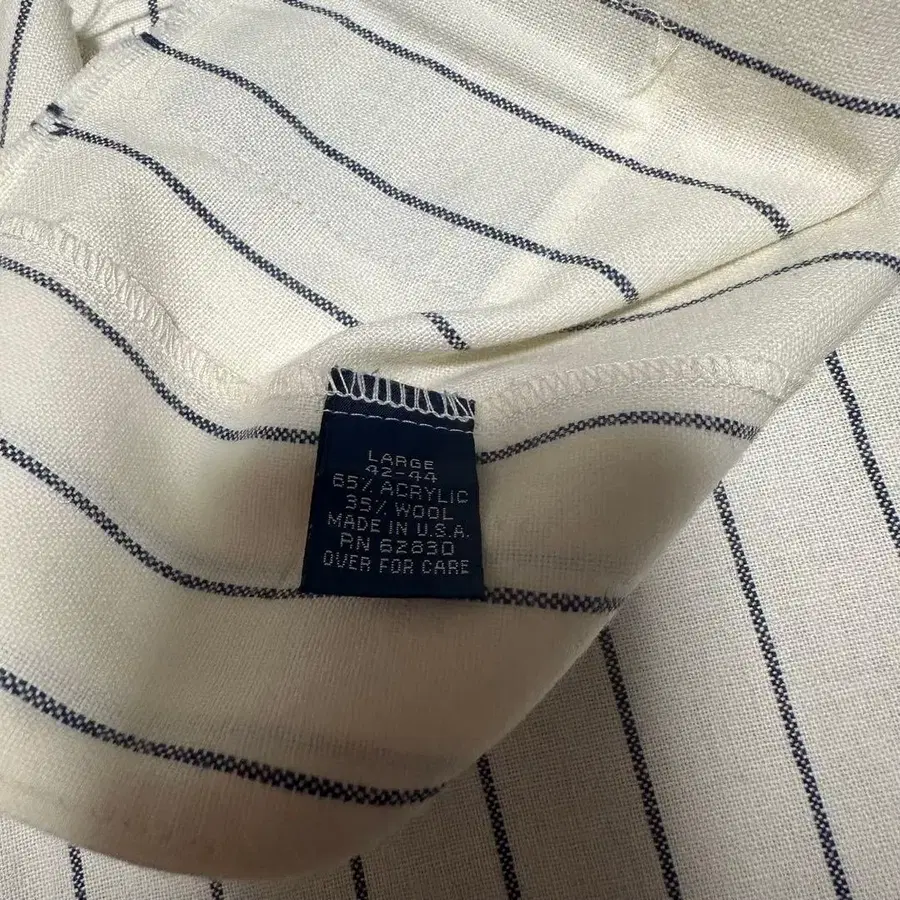 LARGE
42-44
65% ACRYLIC
35% WOOL
MADE IN U.S.A.
RN 62830
OVER FOR CARE